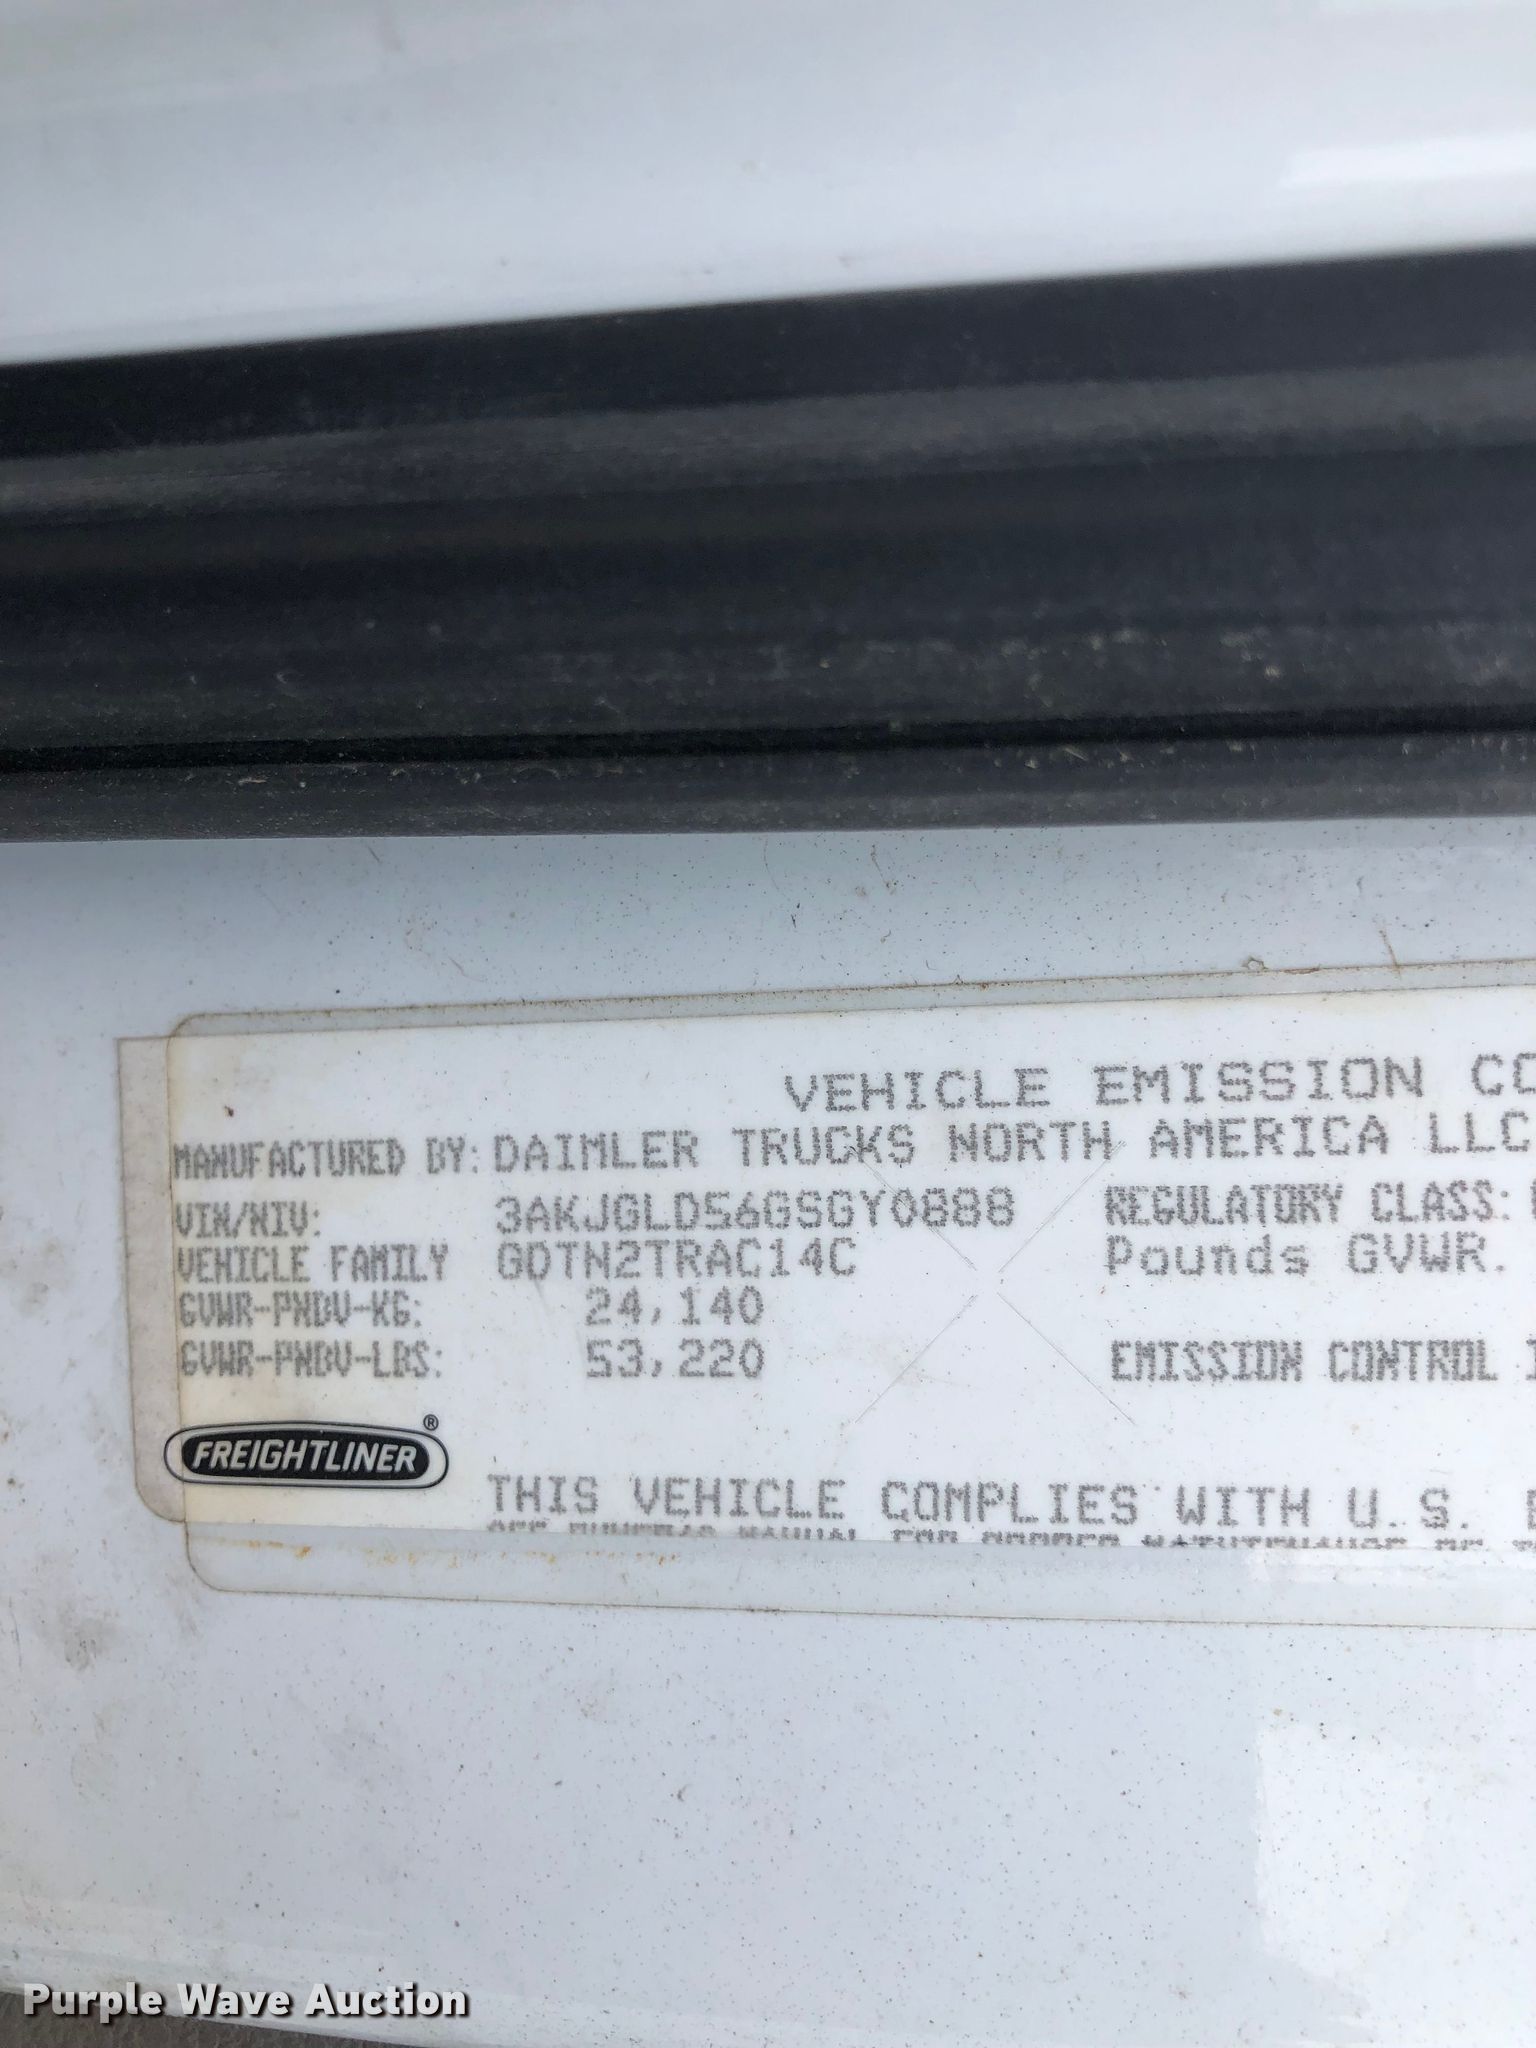 VEHICLE EMISSION CO
MANUFACTURED BY: DAIMLER TRUCKS NORTH AMERICA LLC
VIN/NIV: 3AKJGLD56GSGY0888 REGULATORY CLASS:
VEHICLE FAMILY GDTN2TRAC14C Pounds GVWR.
GVWR-PNBV-KG: 24,140
GVWR-PNBV-LBS: 53,220 EMISSION CONTROL
FREIGHTLINER®
THIS VEHICLE COMPLIES WITH U.S.
Purple Wave Auction